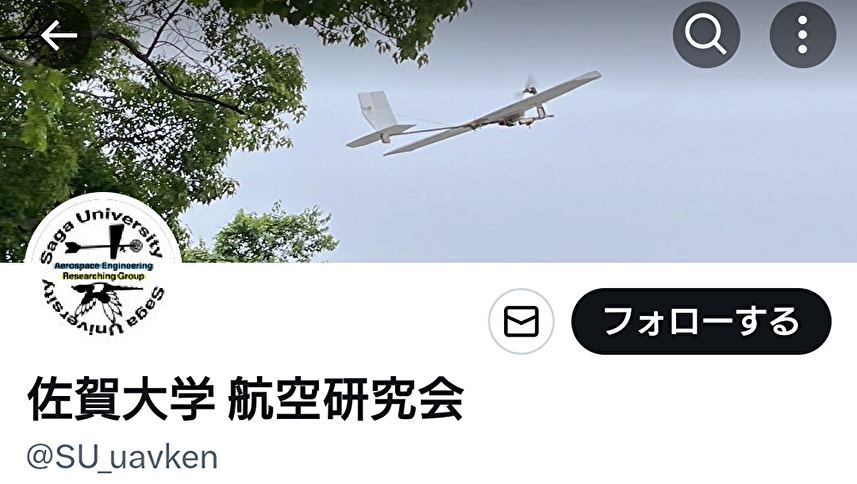 Saga University
Aerospace Engineering
Researching Group
Saga University
フォローする
佐賀大学 航空研究会
@SU_uavken